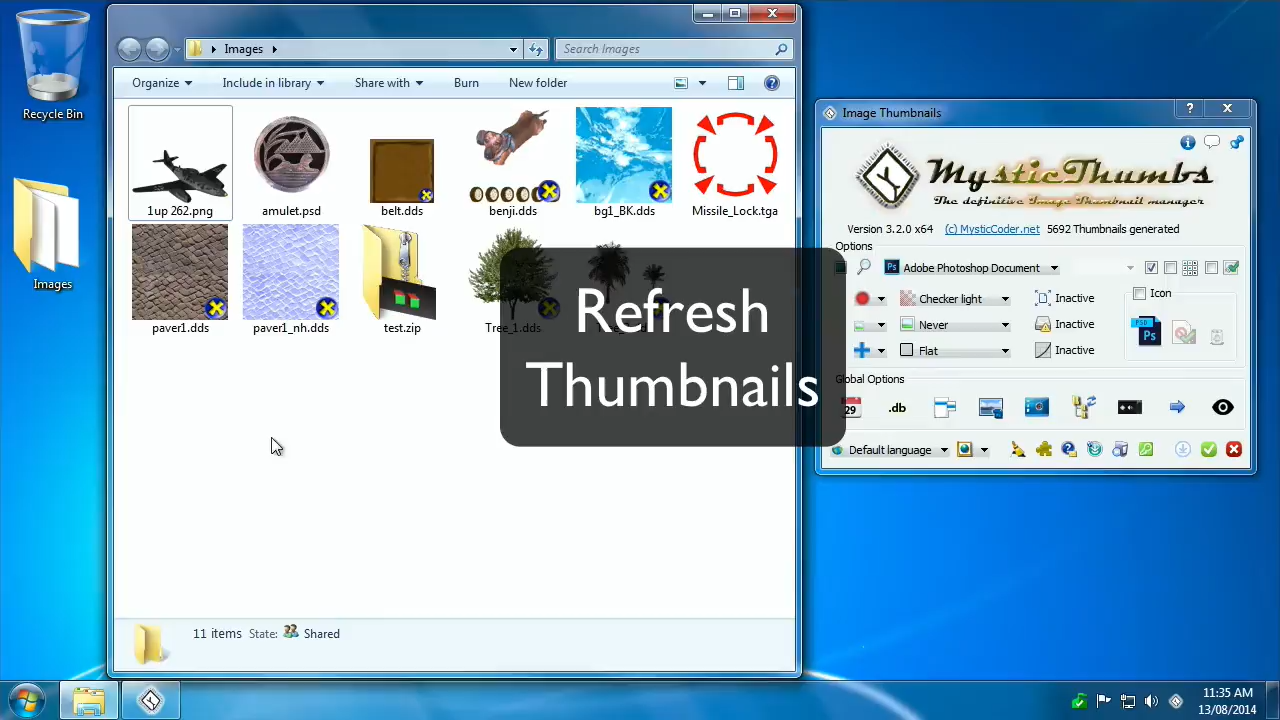 Recycle Bin
Images
Images
Search Images
Organize
Include in library
Share with
Burn
New folder
1up 262.png
amulet.psd
belt.dds
benji.dds
bg1_BK.dds
Missile_Lock.tga
paver1.dds
paver1_nh.dds
test.zip
Tree_1.dds
Refresh
Thumbnails
11 items
State:
Shared
Image Thumbnails
MysticThumbs
The definitive Image Thumbnail manager
Version 3.2.0 x64
(c) MysticCoder.net
5692 Thumbnails generated
Options
Ps
Adobe Photoshop Document
Checker light
Inactive
Icon
Never
Inactive
PSD
Ps
Flat
Inactive
Global Options
29
.db
Default language
11:35 AM
13/08/2014